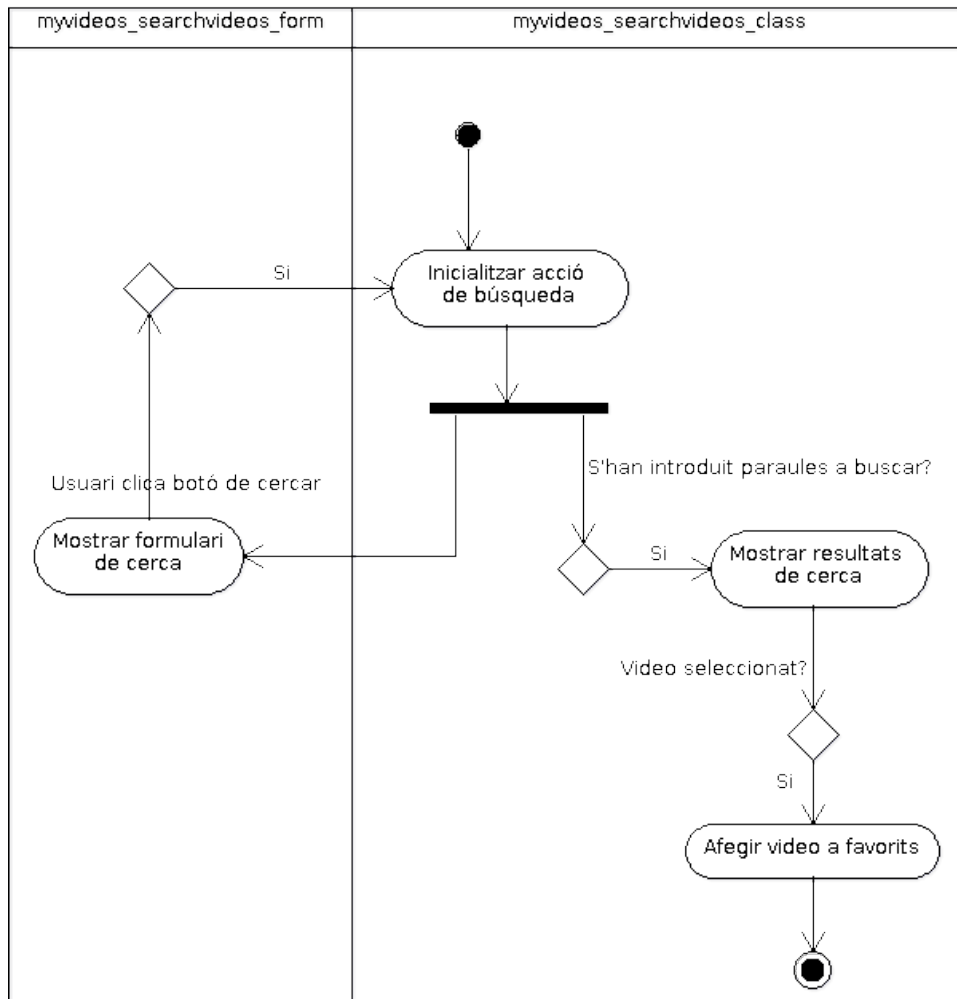 myvideos_searchvideos_form
myvideos_searchvideos_class
Si
Inicialitzar acció
de búsqueda
S'han introduit paraules a buscar?
Usuari clica botó de cercar
Mostrar formulari
de cerca
Si
Mostrar resultats
de cerca
Video seleccionat?
Si
Afegir video a favorits